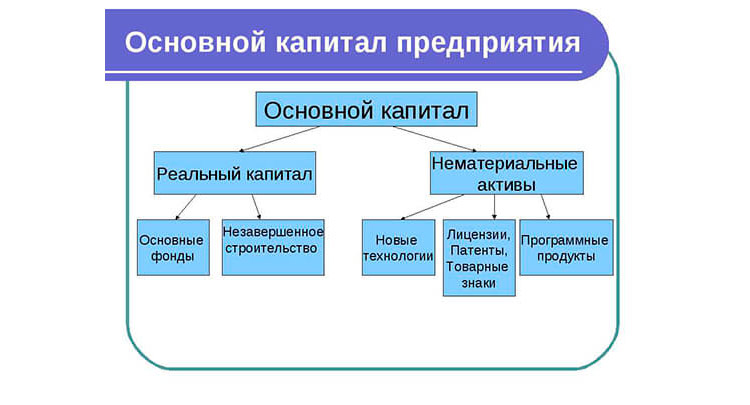 Основной капитал предприятия
Основной капитал
Реальный капитал
Нематериальные
активы
Основные
фонды
Незавершенное
строительство
Новые
технологии
Лицензии,
Патенты,
Товарные
знаки
Программные
продукты